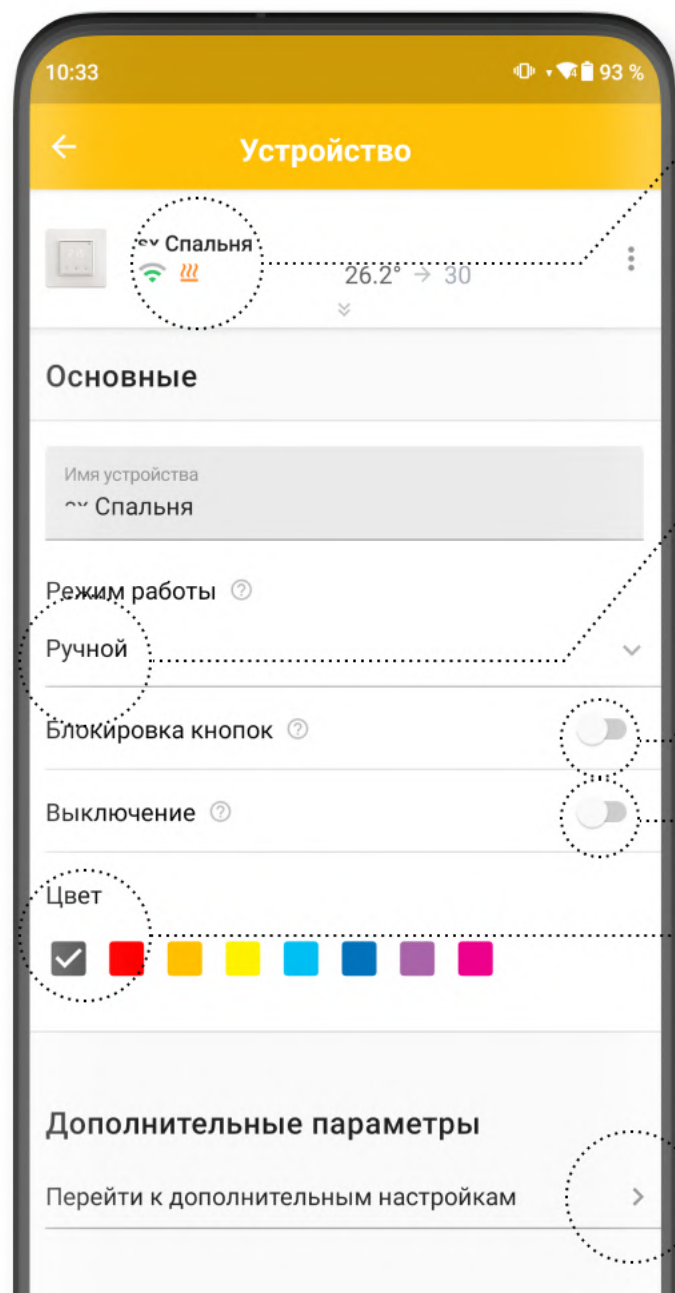 10:33 93 %
Устройство
Спальня
26.2° → 30
Основные
Имя устройства
Спальня
Режим работы
Ручной
Блокировка кнопок
Выключение
Цвет
Дополнительные параметры
Перейти к дополнительным настройкам